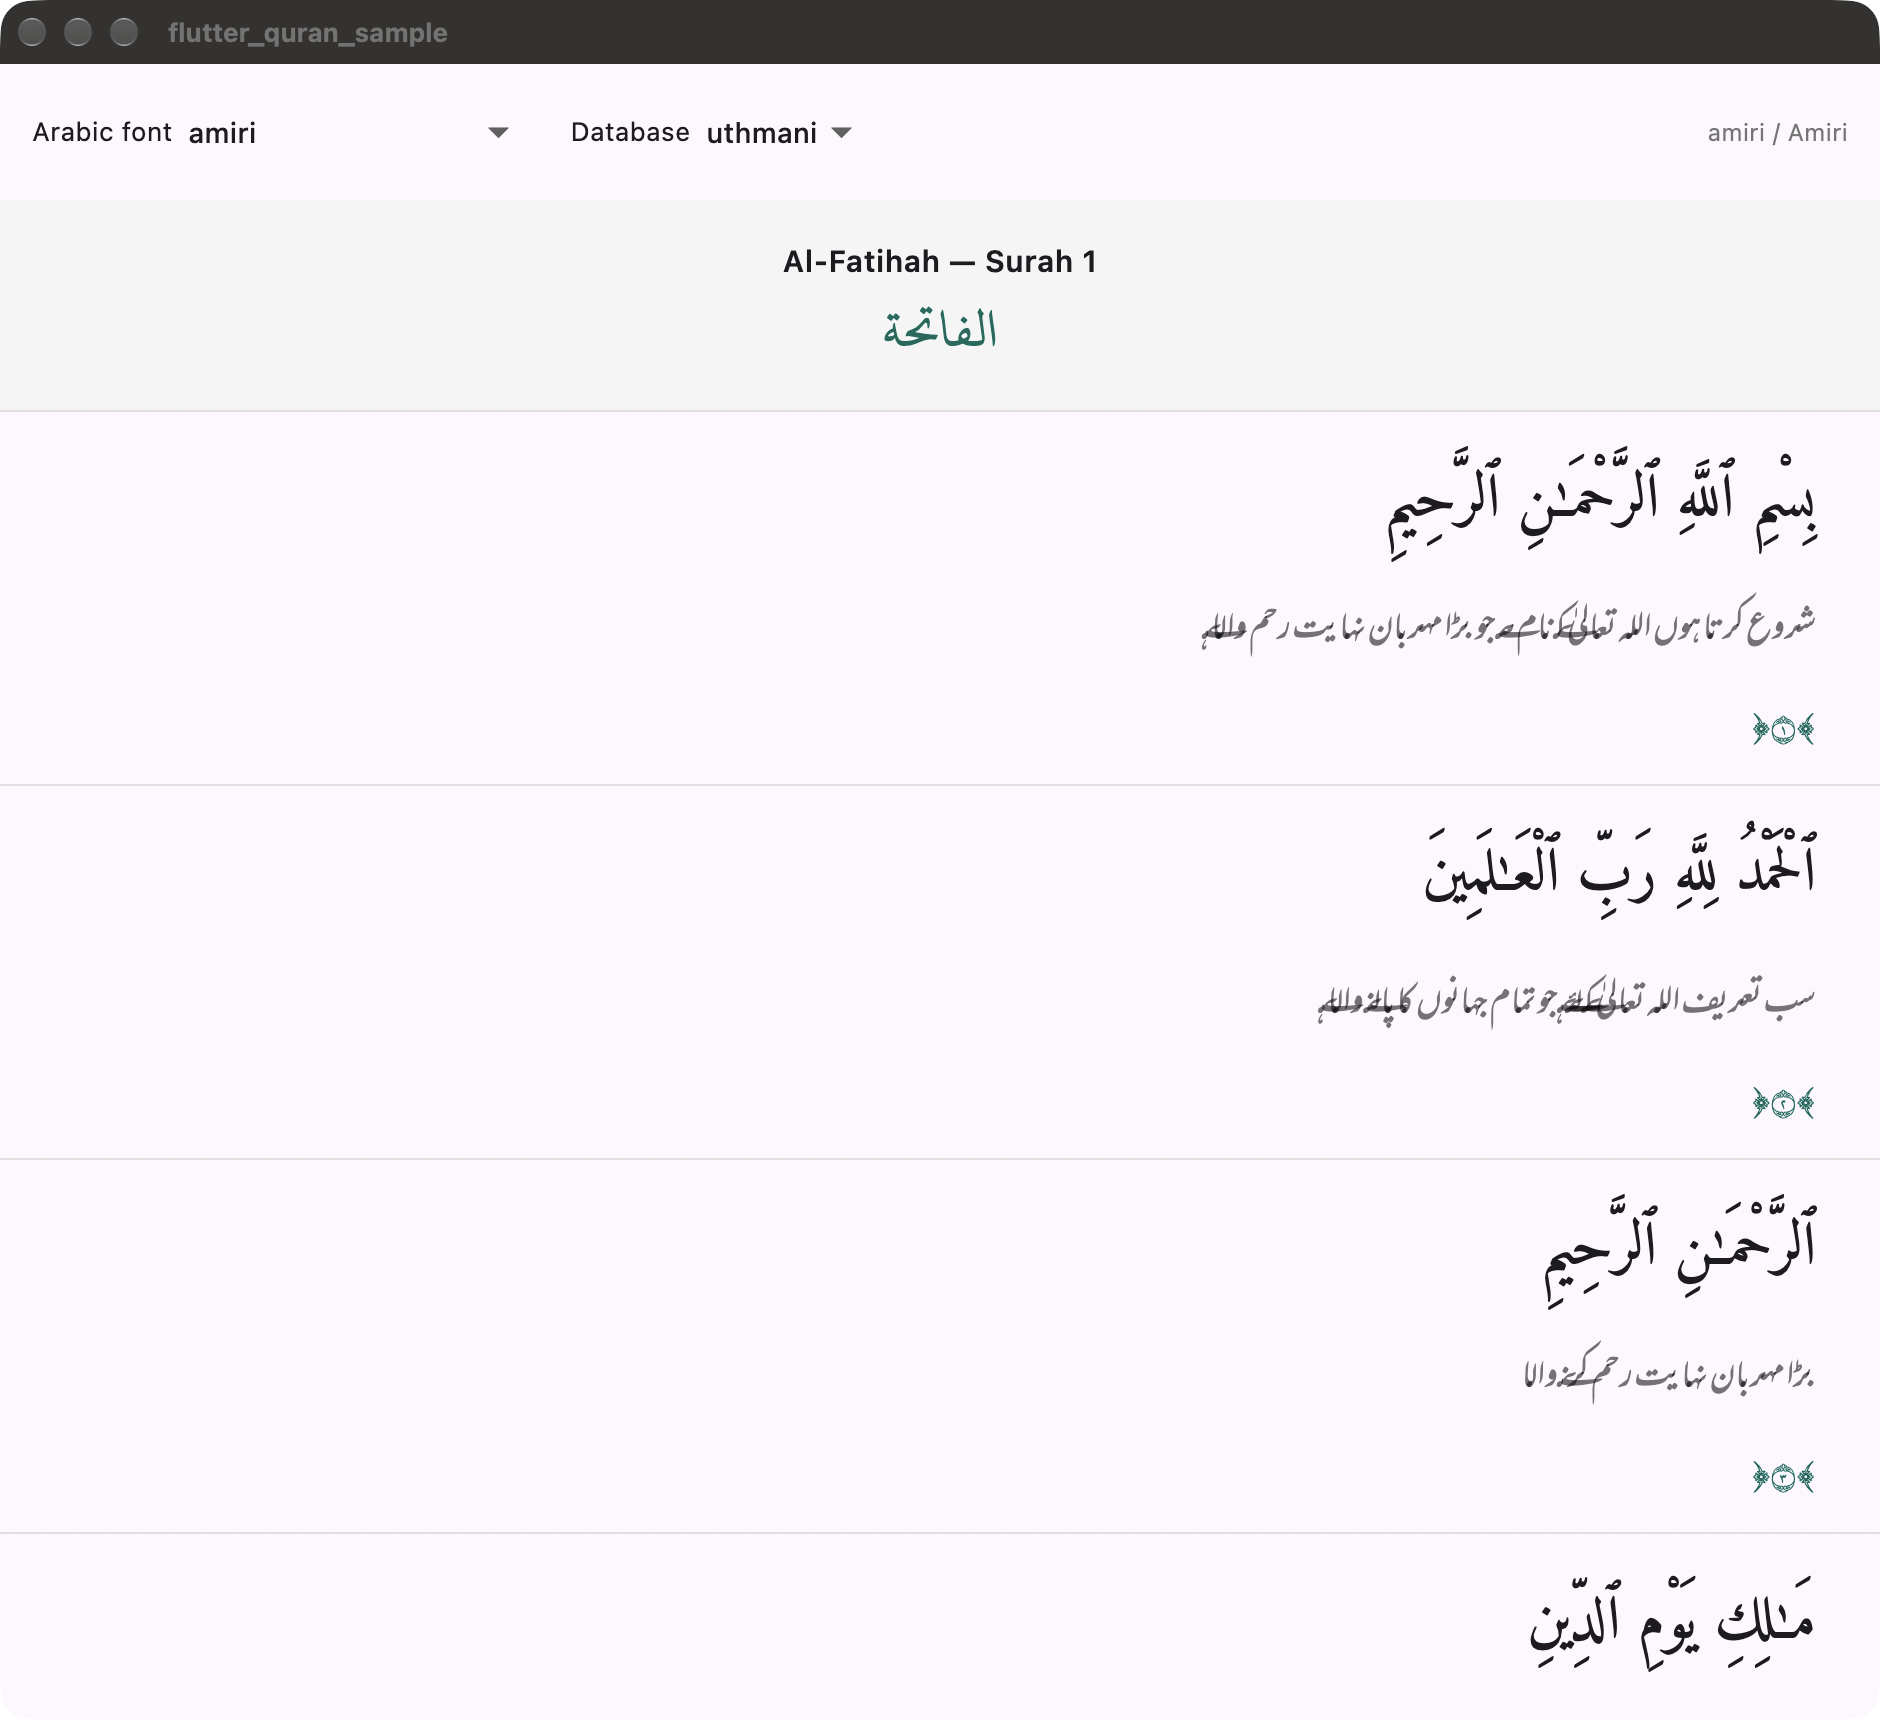 flutter_quran_sample
Arabic font amiri Database uthmani amiri / Amiri
Al-Fatihah — Surah 1
الفاتحة
بِسْمِ ٱللَّهِ ٱلرَّحْمَـٰنِ ٱلرَّحِيمِ
شروع کرتا ہوں اللہ تعالیٰ کے نام سے جو بڑا مہربان نہایت رحم والا ہے
﴿١﴾
ٱلْحَمْدُ لِلَّهِ رَبِّ ٱلْعَـٰلَمِينَ
سب تعریف اللہ تعالیٰ کے لئے ہے جو تمام جہانوں کا پالنے والا ہے
﴿٢﴾
ٱلرَّحْمَـٰنِ ٱلرَّحِيمِ
بڑا مہربان نہایت رحم کرنے والا
﴿٣﴾
مَـٰلِكِ يَوْمِ ٱلدِّينِ